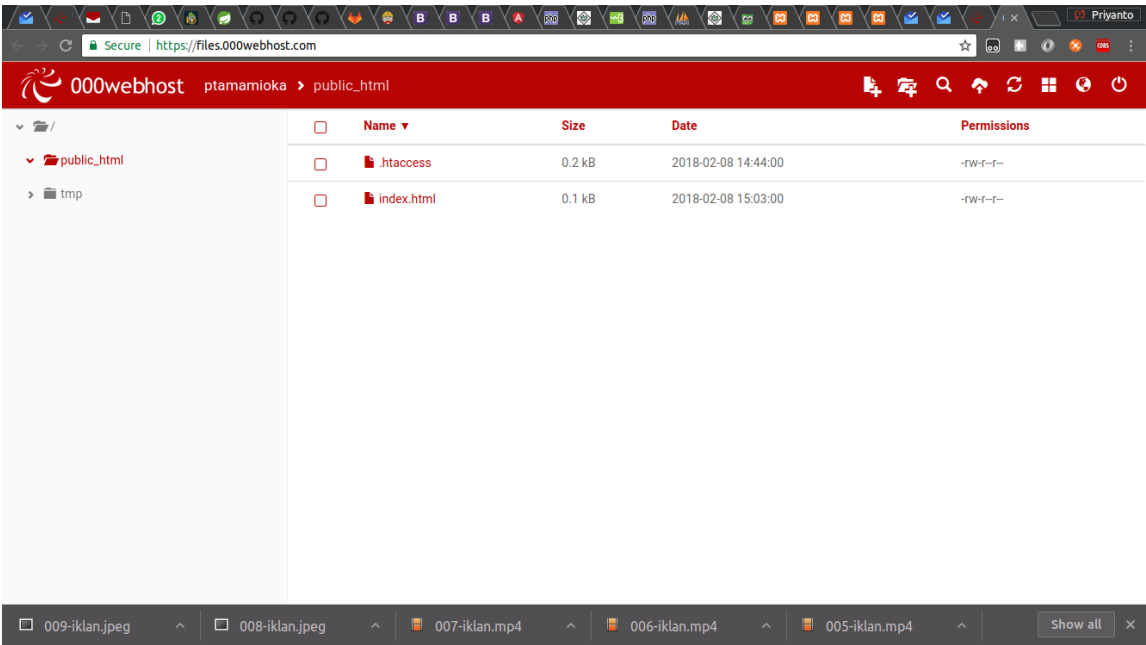 Priyanto
Secure https://files.000webhost.com
000webhost ptamamioka > public_html
/
public_html
tmp
Name ▼ Size Date Permissions
.htaccess 0.2 kB 2018-02-08 14:44:00 -rw-r--r--
index.html 0.1 kB 2018-02-08 15:03:00 -rw-r--r--
009-iklan.jpeg 008-iklan.jpeg 007-iklan.mp4 006-iklan.mp4 005-iklan.mp4 Show all